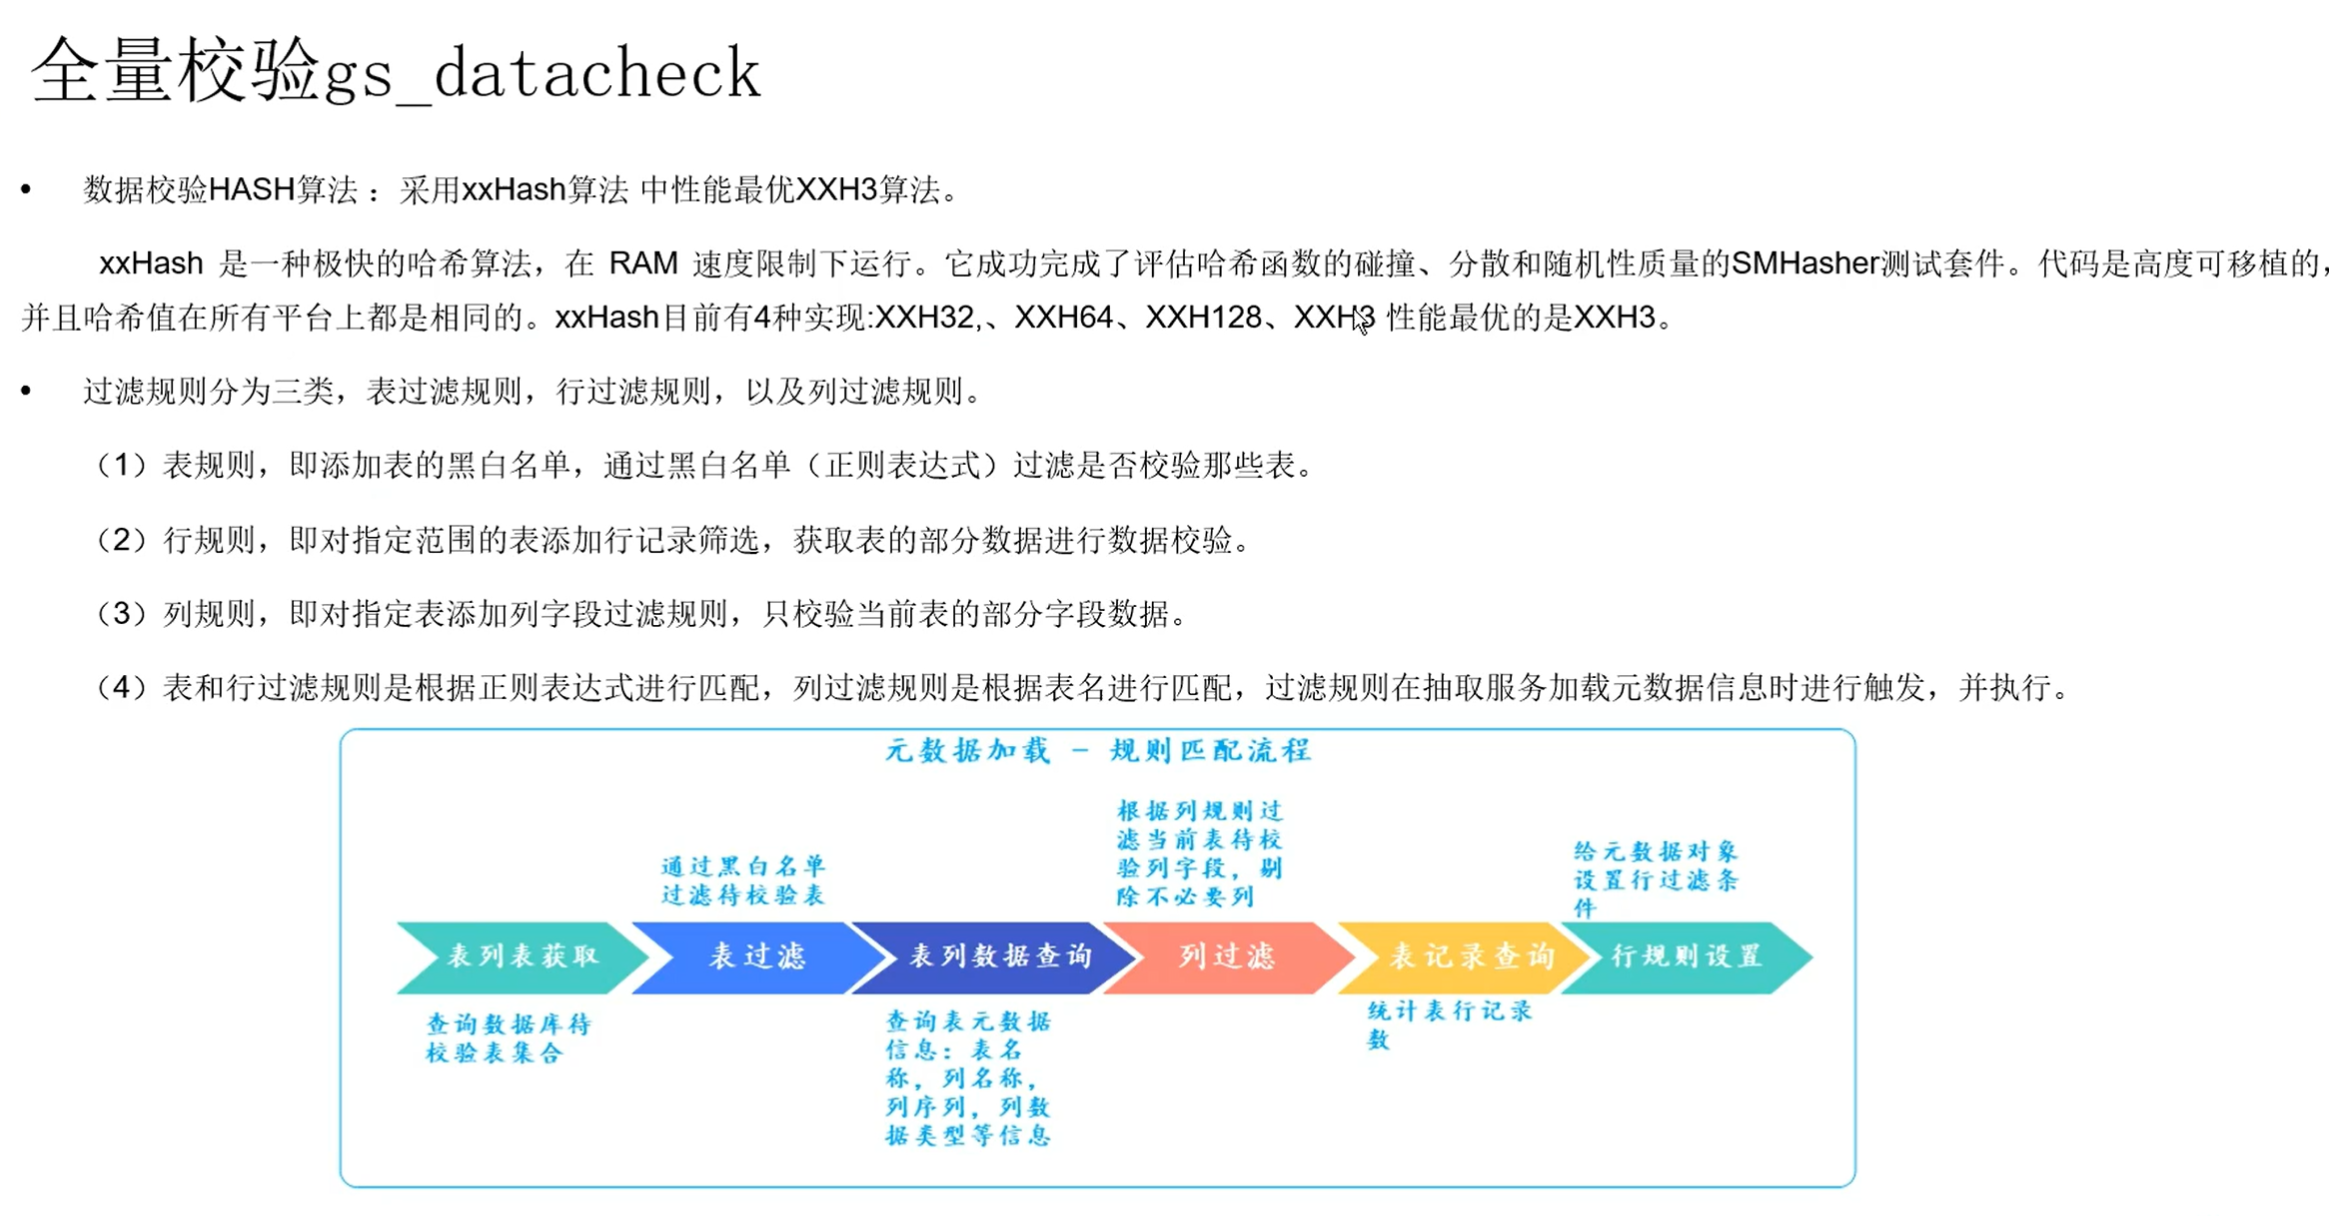 全量校验gs_datacheck
• 数据校验HASH算法 ：采用xxHash算法 中性能最优XXH3算法。
xxHash 是一种极快的哈希算法，在 RAM 速度限制下运行。它成功完成了评估哈希函数的碰撞、分散和随机性质量的SMHasher测试套件。代码是高度可移植的，
并且哈希值在所有平台上都是相同的。xxHash目前有4种实现:XXH32,、XXH64、XXH128、XXH3 性能最优的是XXH3。
• 过滤规则分为三类，表过滤规则，行过滤规则，以及列过滤规则。
（1）表规则，即添加表的黑白名单，通过黑白名单（正则表达式）过滤是否校验那些表。
（2）行规则，即对指定范围的表添加行记录筛选，获取表的部分数据进行数据校验。
（3）列规则，即对指定表添加列字段过滤规则，只校验当前表的部分字段数据。
（4）表和行过滤规则是根据正则表达式进行匹配，列过滤规则是根据表名进行匹配，过滤规则在抽取服务加载元数据信息时进行触发，并执行。
元数据加载 - 规则匹配流程
通过黑白名单
过滤待校验表
根据列规则过
滤当前表待校
验列字段，剔
除不必要列
给元数据对象
设置行过滤条
件
表列表获取
表过滤
表列数据查询
列过滤
表记录查询
行规则设置
查询数据库待
校验表集合
查询表元数据
信息：表名
称，列名称，
列序列，列数
据类型等信息
统计表行记录
数